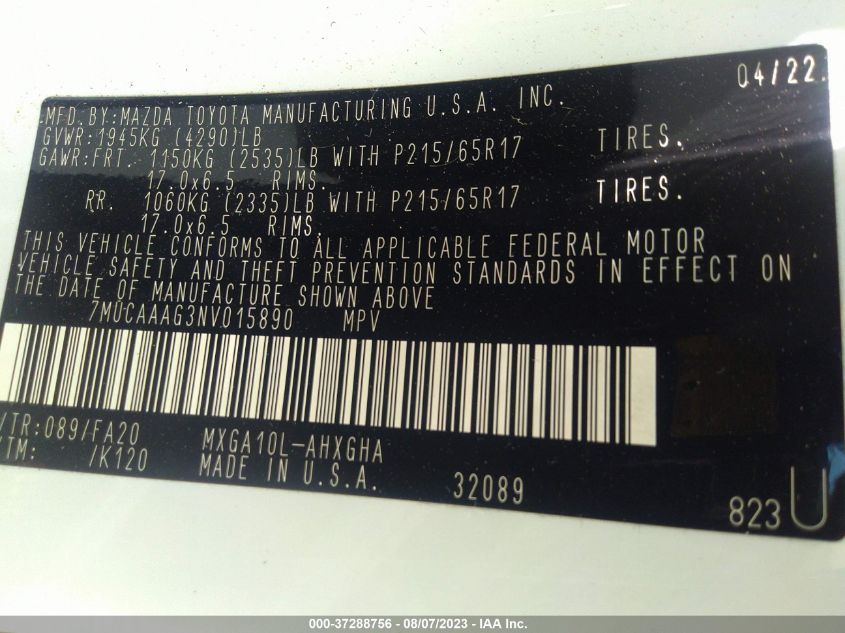 04/22
MFD.BY:MAZDA TOYOTA MANUFACTURING U.S.A. INC.
GVWR:1945KG (4290)LB
GAWR:FRT. 1150KG (2535)LB WITH P215/65R17 TIRES.
17.0x6.5 RIMS.
RR. 1060KG (2335)LB WITH P215/65R17 TIRES.
17.0x6.5 RIMS.
THIS VEHICLE CONFORMS TO ALL APPLICABLE FEDERAL MOTOR
VEHICLE SAFETY AND THEFT PREVENTION STANDARDS IN EFFECT ON
THE DATE OF MANUFACTURE SHOWN ABOVE
7MUCAAAG3NV015890 MPV
/TR:089/FA20 MXGA10L-AHXGHA
/TM: /K120 MADE IN U.S.A. 32089
823 U
000-37288756 - 08/07/2023 - IAA Inc.